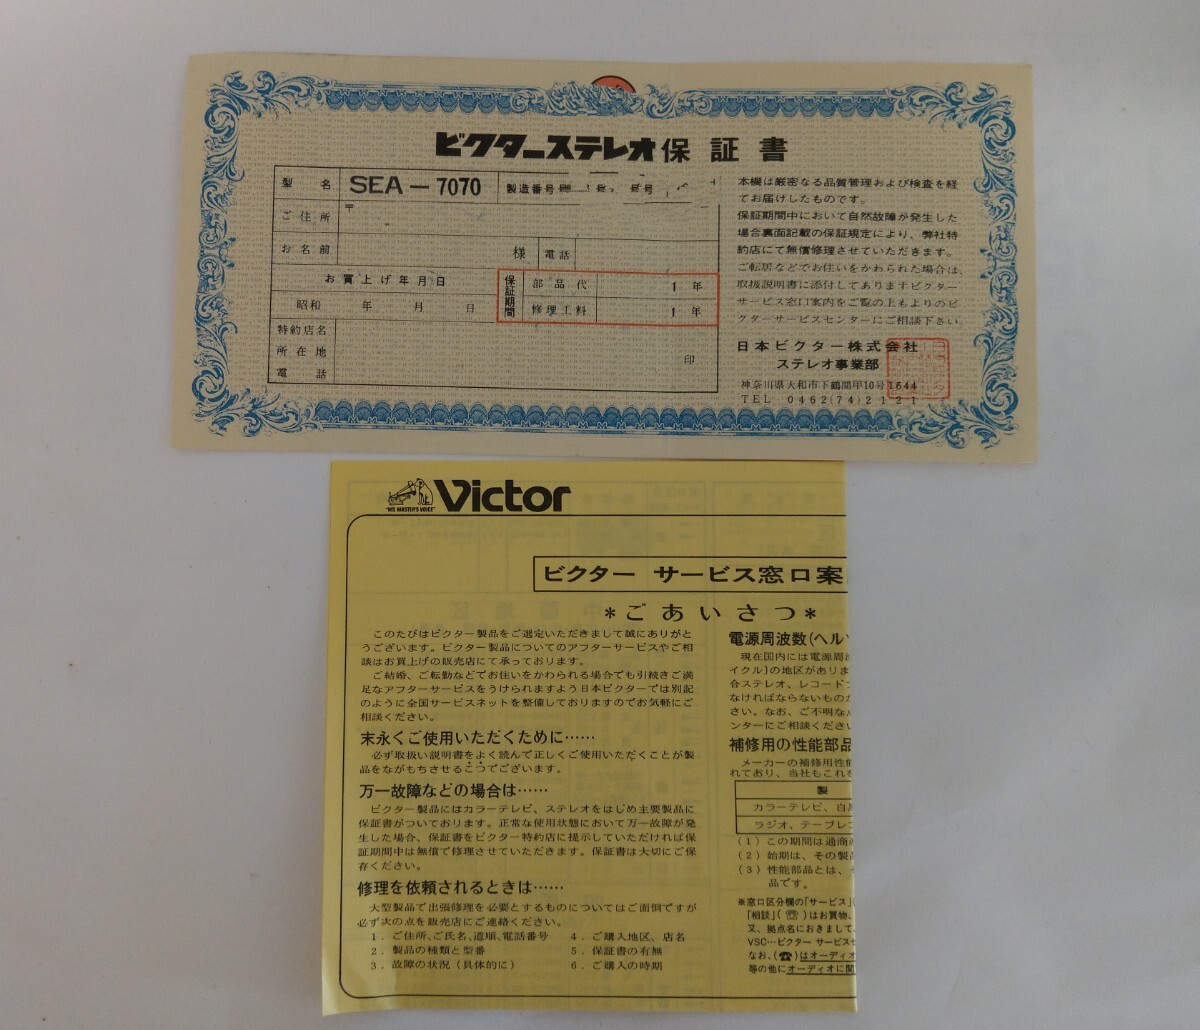 ビクターステレオ保証書
型名 SEA-7070 製造番号
ご住所 〒
お名前 様 電話
お買上げ年月日
昭和 年 月 日
保証期間 部品代 1年
修理工料 1年
特約店名
所在地 印
電話
本機は厳密なる品質管理および検査を経
てお届けしたものです。
保証期間中において自然故障が発生した
場合裏面記載の保証規定により、弊社特
約店にて無償修理させていただきます。
ご転居などでお住いをかわられた場合は、
取扱説明書に添付してありますビクター
サービス窓口案内をご覧の上もよりのビ
クターサービスセンターにご相談下さい。
日本ビクター株式会社
ステレオ事業部
神奈川県大和市下鶴間甲10号1644
TEL 0462(74)2121
"HIS MASTER'S VOICE" Victor
ビクター サービス窓口案
*ごあいさつ*
このたびはビクター製品をご選定いただきまして誠にありがと
うございます。ビクター製品についてのアフターサービスやご相
談はお買上げの販売店にて承っております。
ご結婚、ご転勤などでお住いをかわられる場合でも引続きご満
足なアフターサービスをうけられますよう日本ビクターでは別記
のように全国サービスネットを整備しておりますのでお気軽にご
相談ください。
末永くご使用いただくために……
必ず取扱い説明書をよく読んで正しくご使用いただくことが製
品をながもちさせるこつでございます。
万一故障などの場合は……
ビクター製品にはカラーテレビ、ステレオをはじめ主要製品に
保証書がついております。正常な使用状態において万一故障が発
生した場合、保証書をビクター特約店に提示していただければ保
証期間中は無償で修理させていただきます。保証書は大切にご保
存ください。
修理を依頼されるときは……
大型製品で出張修理を必要とするものについてはご面倒ですが
必ず次の点を販売店にご連絡ください。
1. ご住所、ご氏名、道順、電話番号 4. ご購入地区、店名
2. 製品の種類と型番 5. 保証書の有無
3. 故障の状況(具体的に) 6. ご購入の時期
電源周波数(ヘルツ
現在国内には電源周
イクル)の地区がありま
合ステレオ、レコード
なければならないものが
さい。なお、ご不明な
ンターにご相談くださ
補修用の性能部品
メーカーの補修用性能
れており、当社もこれを
製
カラーテレビ、白
ラジオ、テープレコ
(1) この期間は通商
(2) 始期は、その製品
(3) 性能部品とは、
品です。
※窓口区分欄の「サービス」(
「相談」(☏)はお買物、
又、拠点名におきまして、
VSC…ビクター サービス
なお、(☎)はオーディオ
等の他にオーディオに関